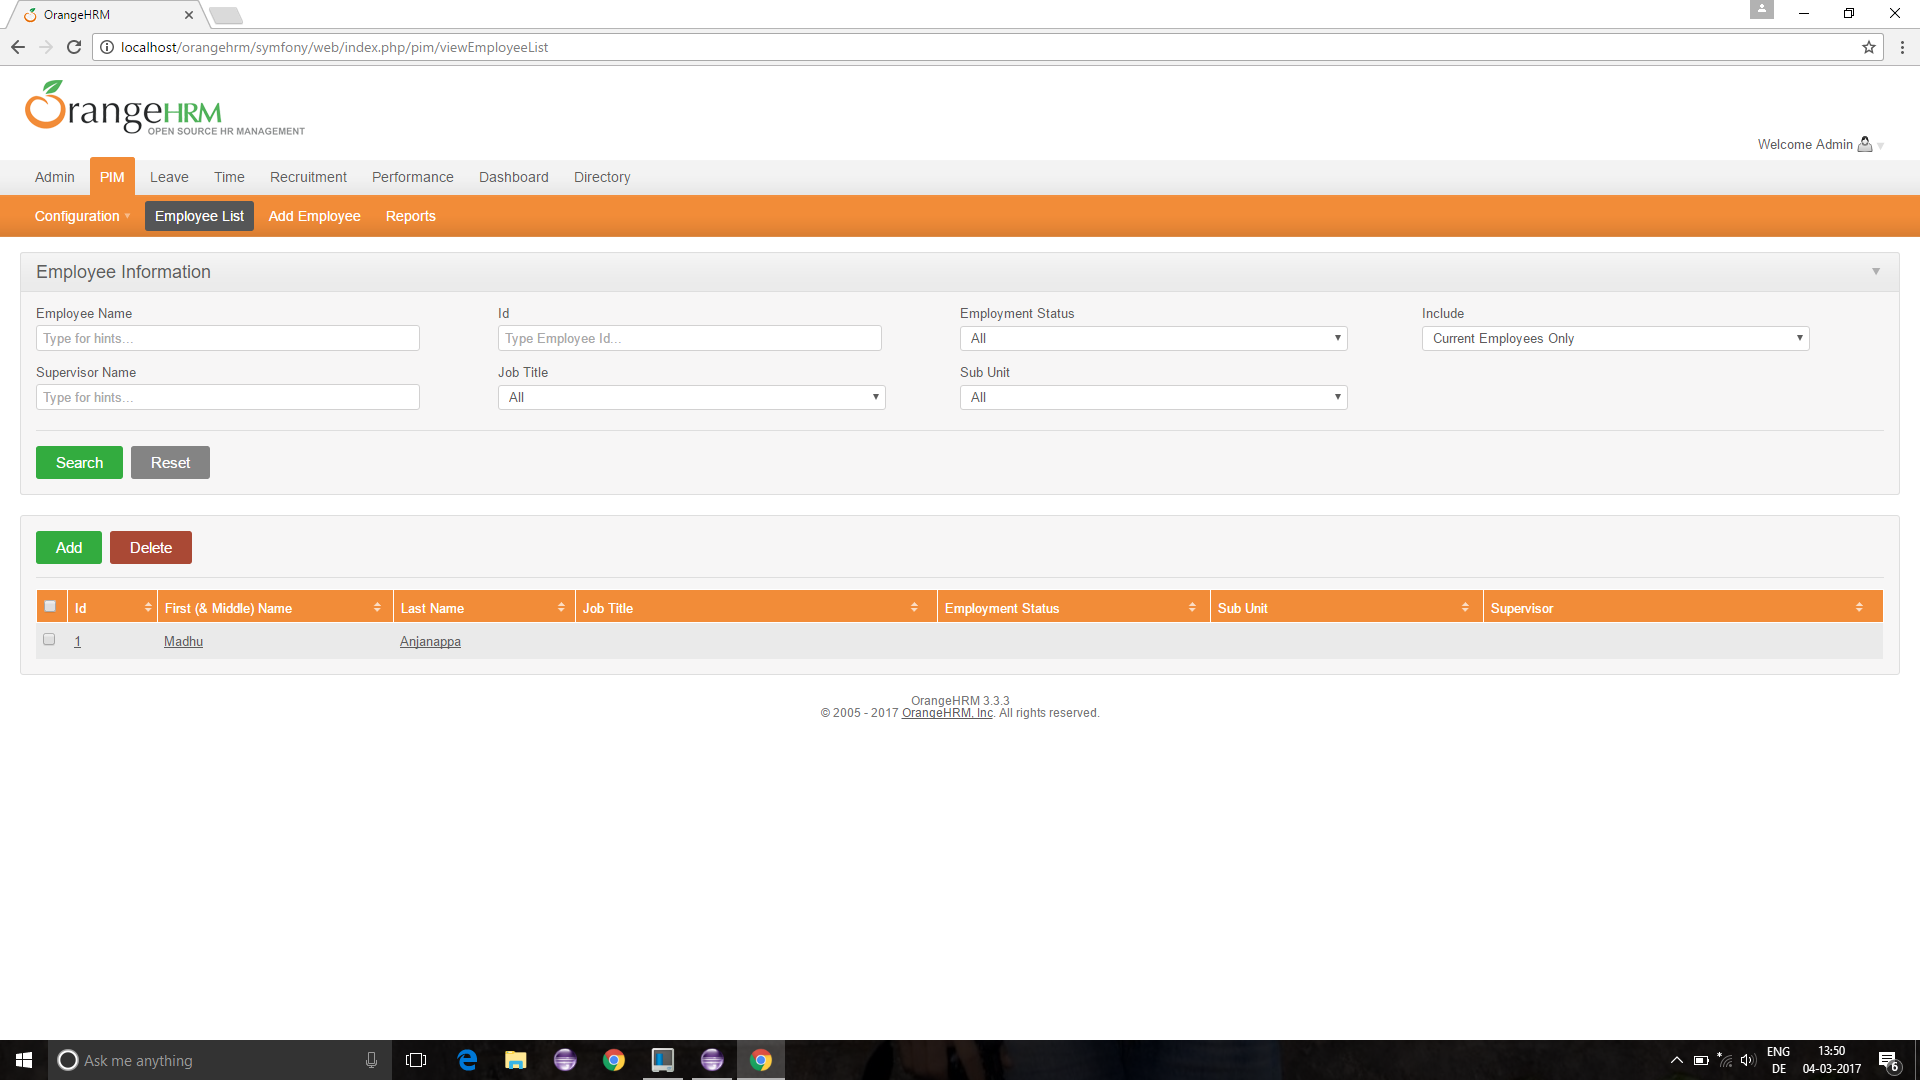 OrangeHRM
localhost/orangehrm/symfony/web/index.php/pim/viewEmployeeList
OrangeHRM
OPEN SOURCE HR MANAGEMENT
Welcome Admin
Admin PIM Leave Time Recruitment Performance Dashboard Directory
Configuration Employee List Add Employee Reports
Employee Information
Employee Name Id Employment Status Include
Type for hints... Type Employee Id... All Current Employees Only
Supervisor Name Job Title Sub Unit
Type for hints... All All
Search Reset
Add Delete
Id First (& Middle) Name Last Name Job Title Employment Status Sub Unit Supervisor
1 Madhu Anjanappa
OrangeHRM 3.3.3
© 2005 - 2017 OrangeHRM, Inc. All rights reserved.
Ask me anything
ENG 13:50
DE 04-03-2017 6